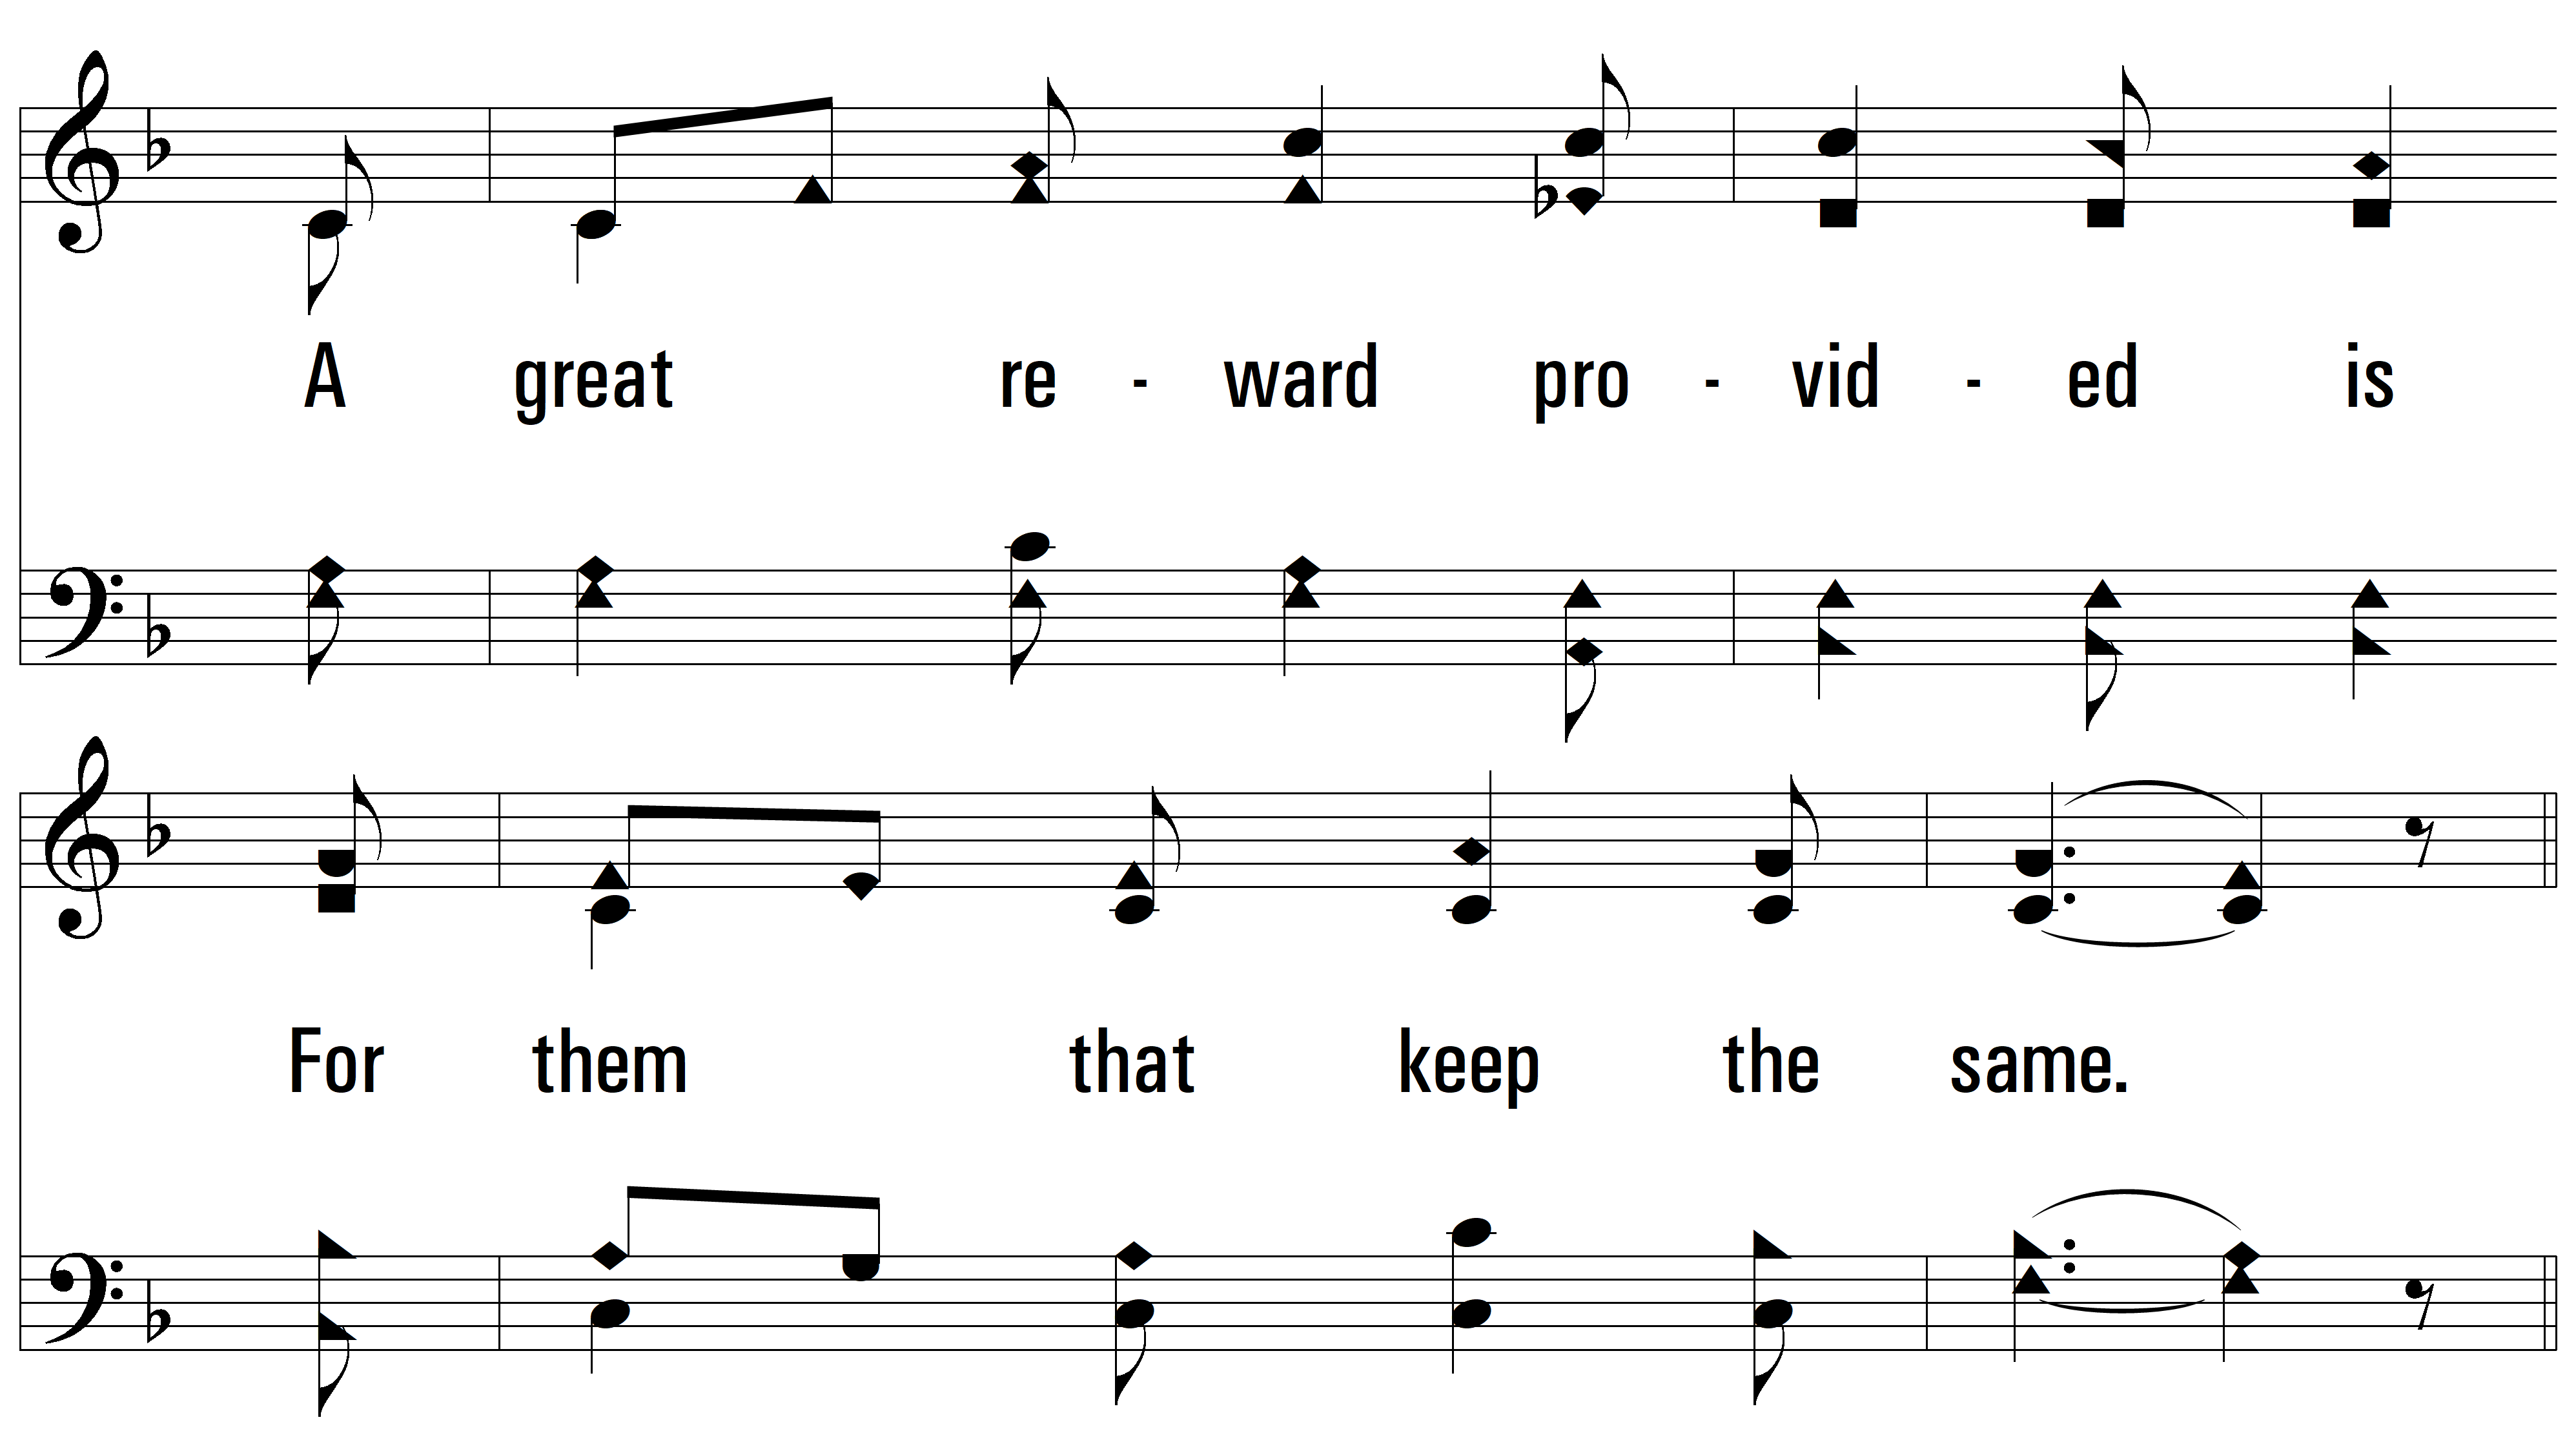 A great re - ward pro - vid - ed is
For them that keep the same.